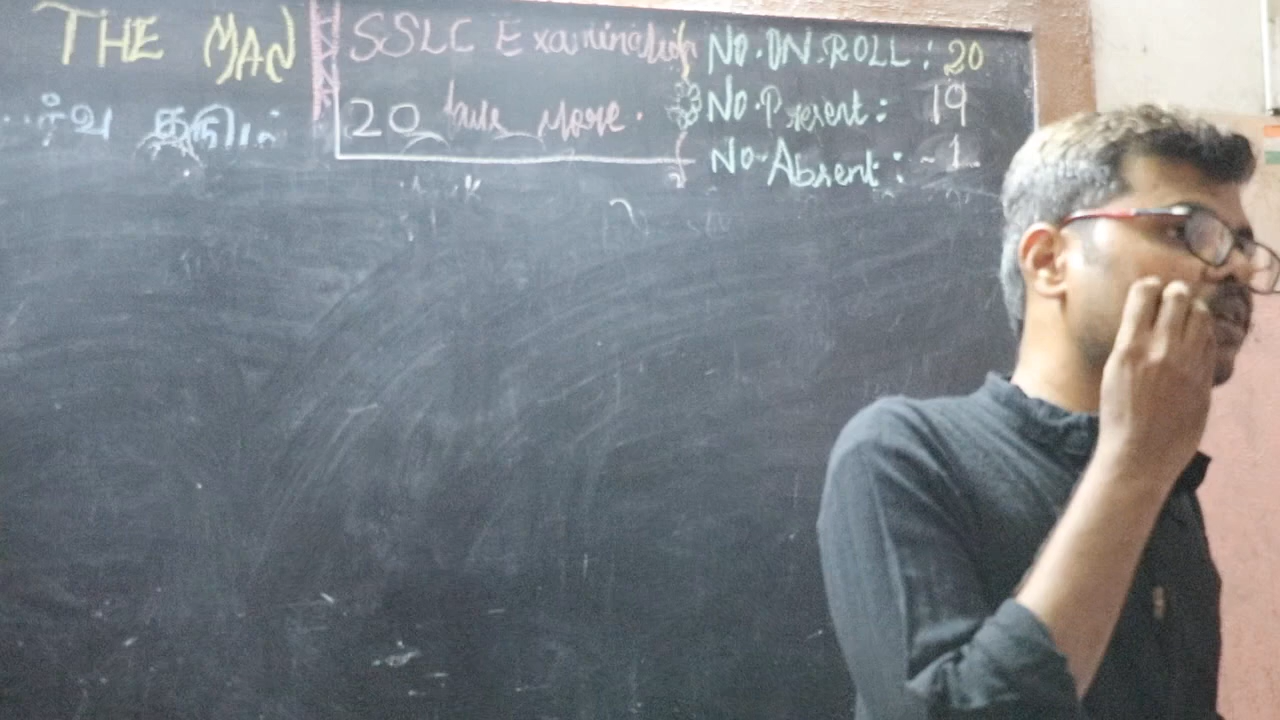 THE MAN
SSLC Examination
20 Days More.
No.ON.ROLL : 20
No.Present : 19
No.Absent : 1